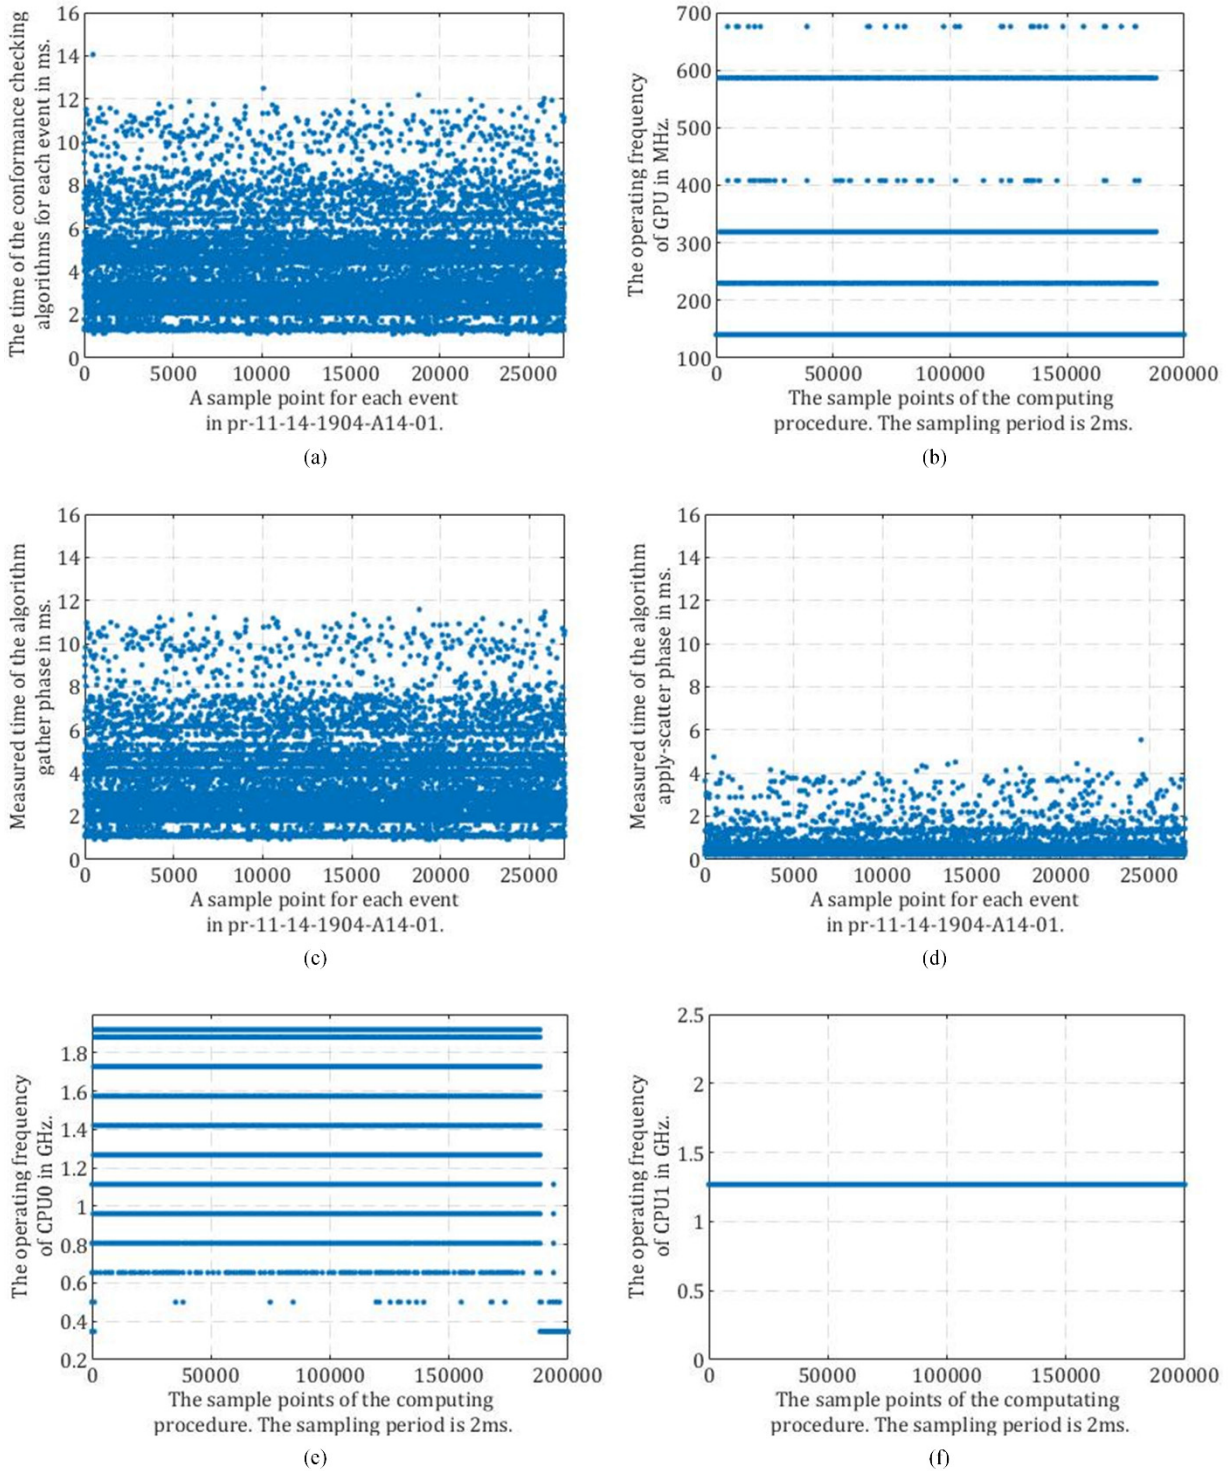 The time of the conformance checking
algorithms for each event in ms.
16
14
12
10
8
6
4
2
0
0 5000 10000 15000 20000 25000
A sample point for each event
in pr-11-14-1904-A14-01.
(a)
The operating frequency
of GPU in MHz.
700
600
500
400
300
200
100
0 50000 100000 150000 200000
The sample points of the computing
procedure. The sampling period is 2ms.
(b)
Measured time of the algorithm
gather phase in ms.
16
14
12
10
8
6
4
2
0
0 5000 10000 15000 20000 25000
A sample point for each event
in pr-11-14-1904-A14-01.
(c)
Measured time of the algorithm
apply-scatter phase in ms.
16
14
12
10
8
6
4
2
0
0 5000 10000 15000 20000 25000
A sample point for each event
in pr-11-14-1904-A14-01.
(d)
The operating frequency
of CPU0 in GHz.
1.8
1.6
1.4
1.2
1
0.8
0.6
0.4
0.2
0 50000 100000 150000 200000
The sample points of the computing
procedure. The sampling period is 2ms.
(e)
The operating frequency
of CPU1 in GHz.
2.5
2
1.5
1
0.5
0
0 50000 100000 150000 200000
The sample points of the computating
procedure. The sampling period is 2ms.
(f)